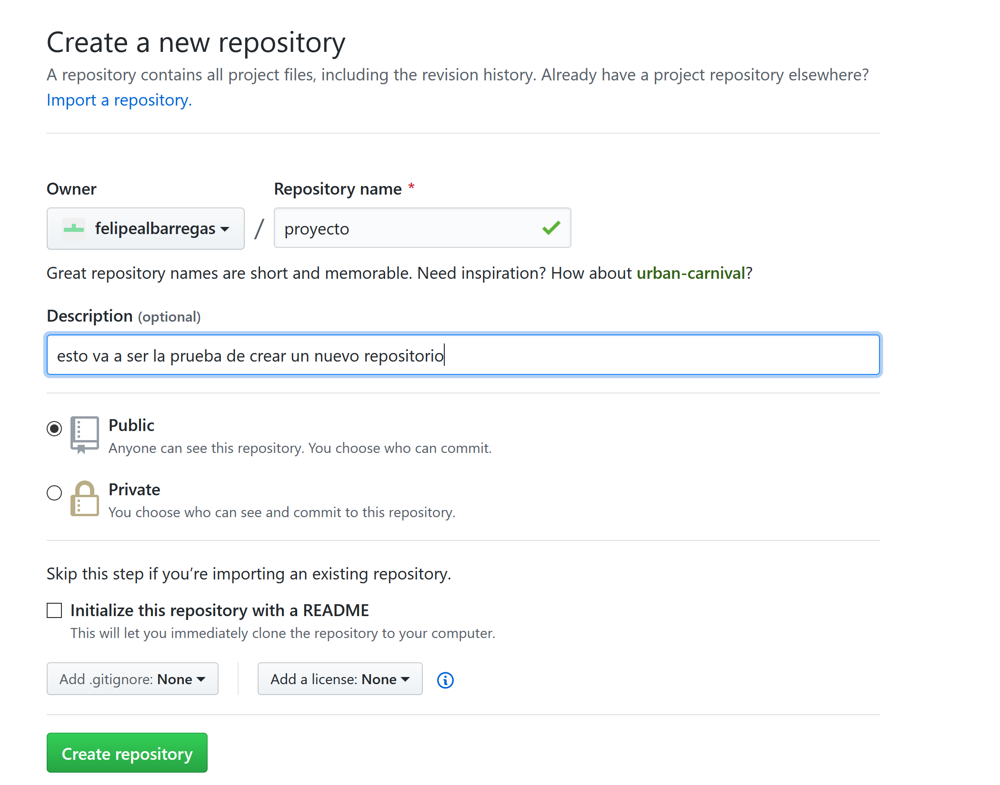 Create a new repository
A repository contains all project files, including the revision history. Already have a project repository elsewhere?
Import a repository.
Owner
Repository name *
felipealbarregas / proyecto
Great repository names are short and memorable. Need inspiration? How about urban-carnival?
Description (optional)
esto va a ser la prueba de crear un nuevo repositorio
Public
Anyone can see this repository. You choose who can commit.
Private
You choose who can see and commit to this repository.
Skip this step if you’re importing an existing repository.
Initialize this repository with a README
This will let you immediately clone the repository to your computer.
Add .gitignore: None
Add a license: None
Create repository